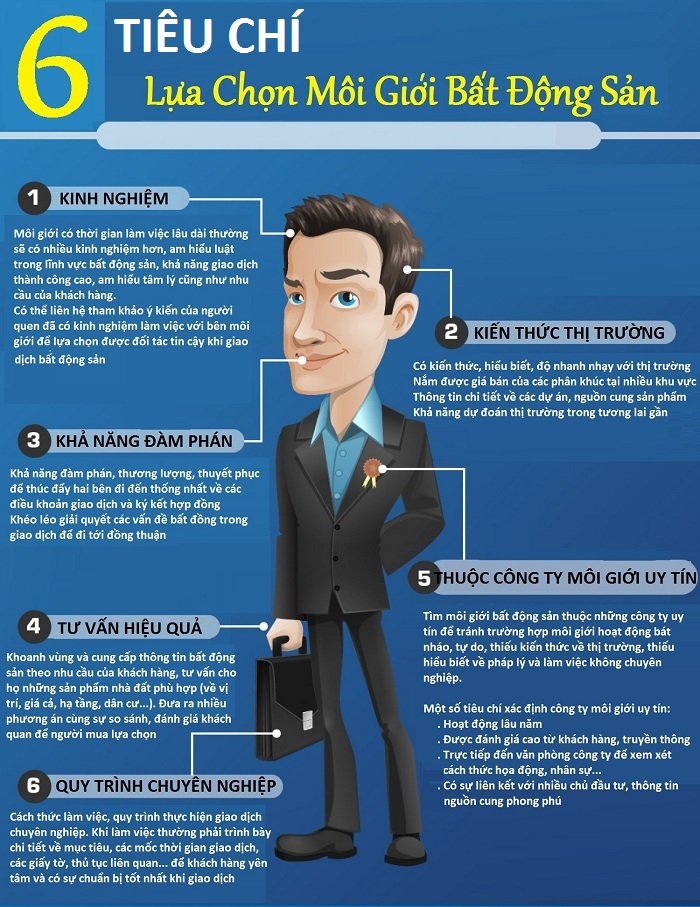 6
TIÊU CHÍ
Lựa Chọn Môi Giới Bất Động Sản
1 KINH NGHIỆM
Môi giới có thời gian làm việc lâu dài thường
sẽ có nhiều kinh nghiệm hơn, am hiểu luật
trong lĩnh vực bất động sản, khả năng giao dịch
thành công cao, am hiểu tâm lý cũng như nhu
cầu của khách hàng.
Có thể liên hệ tham khảo ý kiến của người
quen đã có kinh nghiệm làm việc với bên môi
giới để lựa chọn được đối tác tin cậy khi giao
dịch bất động sản
2 KIẾN THỨC THỊ TRƯỜNG
Có kiến thức, hiểu biết, độ nhanh nhạy với thị trường
Nắm được giá bán của các phân khúc tại nhiều khu vực
Thông tin chi tiết về các dự án, nguồn cung sản phẩm
Khả năng dự đoán thị trường trong tương lai gần
3 KHẢ NĂNG ĐÀM PHÁN
Khả năng đàm phán, thương lượng, thuyết phục
để thúc đẩy hai bên đi đến thống nhất về các
điều khoản giao dịch và ký kết hợp đồng
Khéo léo giải quyết các vấn đề bất đồng trong
giao dịch để đi tới đồng thuận
4 TƯ VẤN HIỆU QUẢ
Khoanh vùng và cung cấp thông tin bất động
sản theo nhu cầu của khách hàng, tư vấn cho
họ những sản phẩm nhà đất phù hợp (về vị
trí, giá cả, hạ tầng, dân cư...). Đưa ra nhiều
phương án cùng sự so sánh, đánh giá khách
quan để người mua lựa chọn
5 THUỘC CÔNG TY MÔI GIỚI UY TÍN
Tìm môi giới bất động sản thuộc những công ty uy
tín để tránh trường hợp môi giới hoạt động bát
nháo, tự do, thiếu kiến thức về thị trường, thiếu
hiểu biết về pháp lý và làm việc không chuyên
nghiệp.
Một số tiêu chí xác định công ty môi giới uy tín:
. Hoạt động lâu năm
. Được đánh giá cao từ khách hàng, truyền thông
. Trực tiếp đến văn phòng công ty để xem xét
cách thức họa động, nhân sự...
. Có sự liên kết với nhiều chủ đầu tư, thông tin
nguồn cung phong phú
6 QUY TRÌNH CHUYÊN NGHIỆP
Cách thức làm việc, quy trình thực hiện giao dịch
chuyên nghiệp. Khi làm việc thường phải trình bày
chi tiết về mục tiêu, các mốc thời gian giao dịch,
các giấy tờ, thủ tục liên quan... để khách hàng yên
tâm và có sự chuẩn bị tốt nhất khi giao dịch